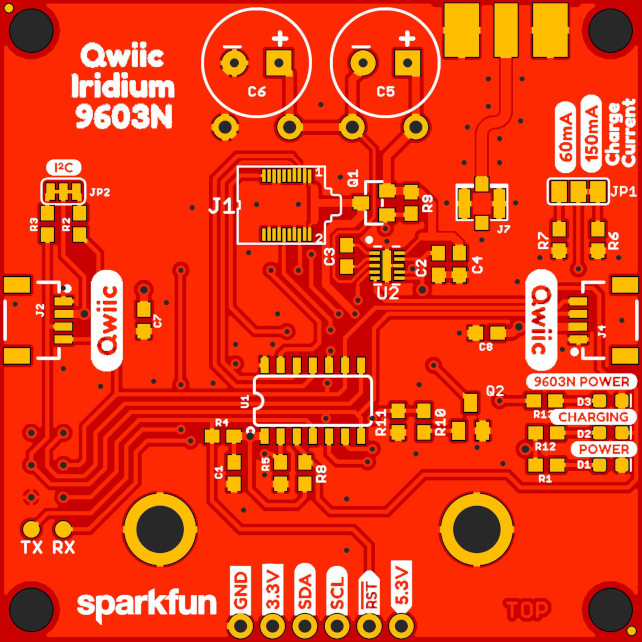 Qwiic
Iridium
9603N
C6
C5
60mA
150mA
Charge
Current
I²C
JP2
R3
R2
J1
1
2
Q1
R9
J7
JP1
R7
R6
C3
U2
C2
C4
J2
Qwiic
C7
Qwiic
J4
C8
U1
9603N POWER
Q2
R13
D3
CHARGING
R4
R11
R10
R12
D2
POWER
C1
R5
R8
R1
D1
TX RX
sparkfun
GND
3.3V
SDA
SCL
RST
5.3V
TOP